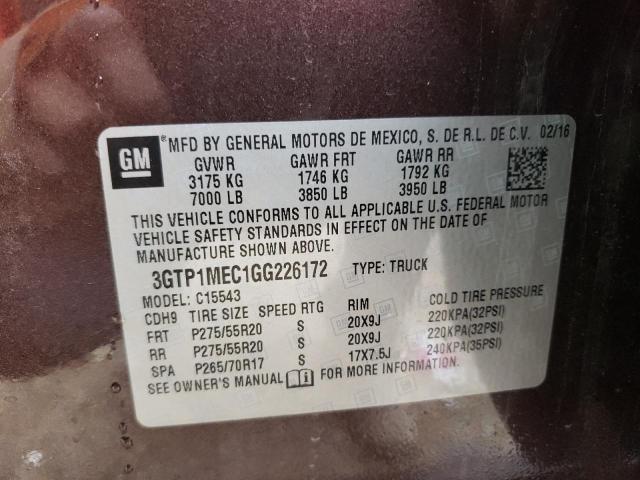 GM
MFD BY GENERAL MOTORS DE MEXICO, S. DE R.L. DE C.V. 02/16
GVWR GAWR FRT GAWR RR
3175 KG 1746 KG 1792 KG
7000 LB 3850 LB 3950 LB
THIS VEHICLE CONFORMS TO ALL APPLICABLE U.S. FEDERAL MOTOR
VEHICLE SAFETY STANDARDS IN EFFECT ON THE DATE OF
MANUFACTURE SHOWN ABOVE.
3GTP1MEC1GG226172 TYPE: TRUCK
MODEL: C15543
CDH9 TIRE SIZE SPEED RTG RIM COLD TIRE PRESSURE
FRT P275/55R20 S 20X9J 220KPA(32PSI)
RR P275/55R20 S 20X9J 220KPA(32PSI)
SPA P265/70R17 S 17X7.5J 240KPA(35PSI)
SEE OWNER'S MANUAL FOR MORE INFORMATION.